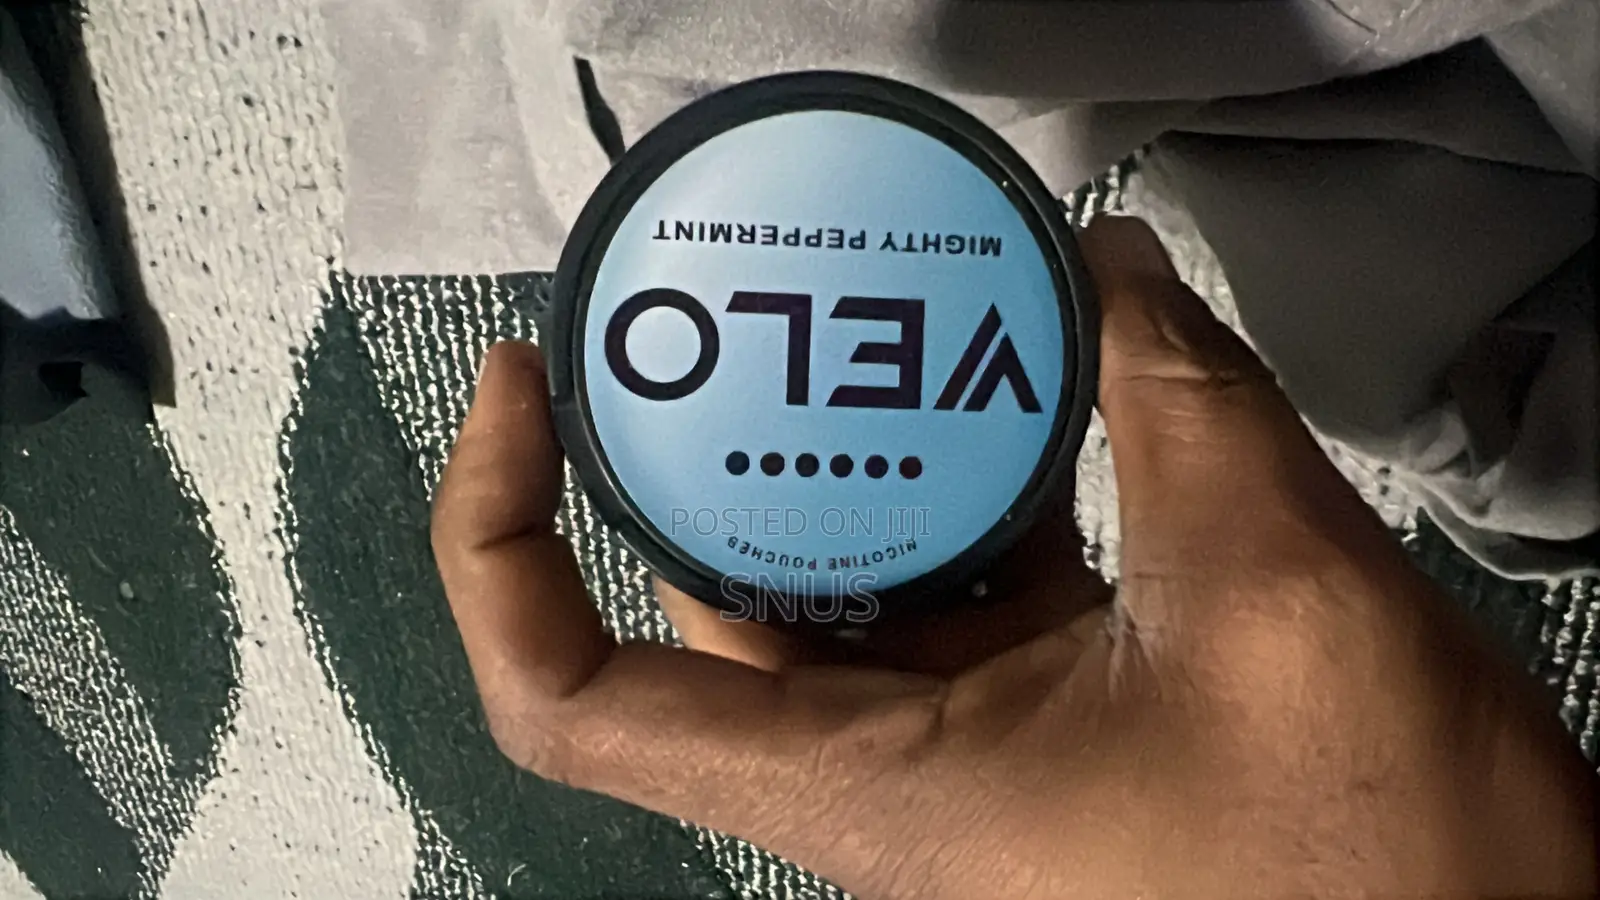 NICOTINE POUCHES
VELO
MIGHTY PEPPERMINT
POSTED ON JIJI
SNUS